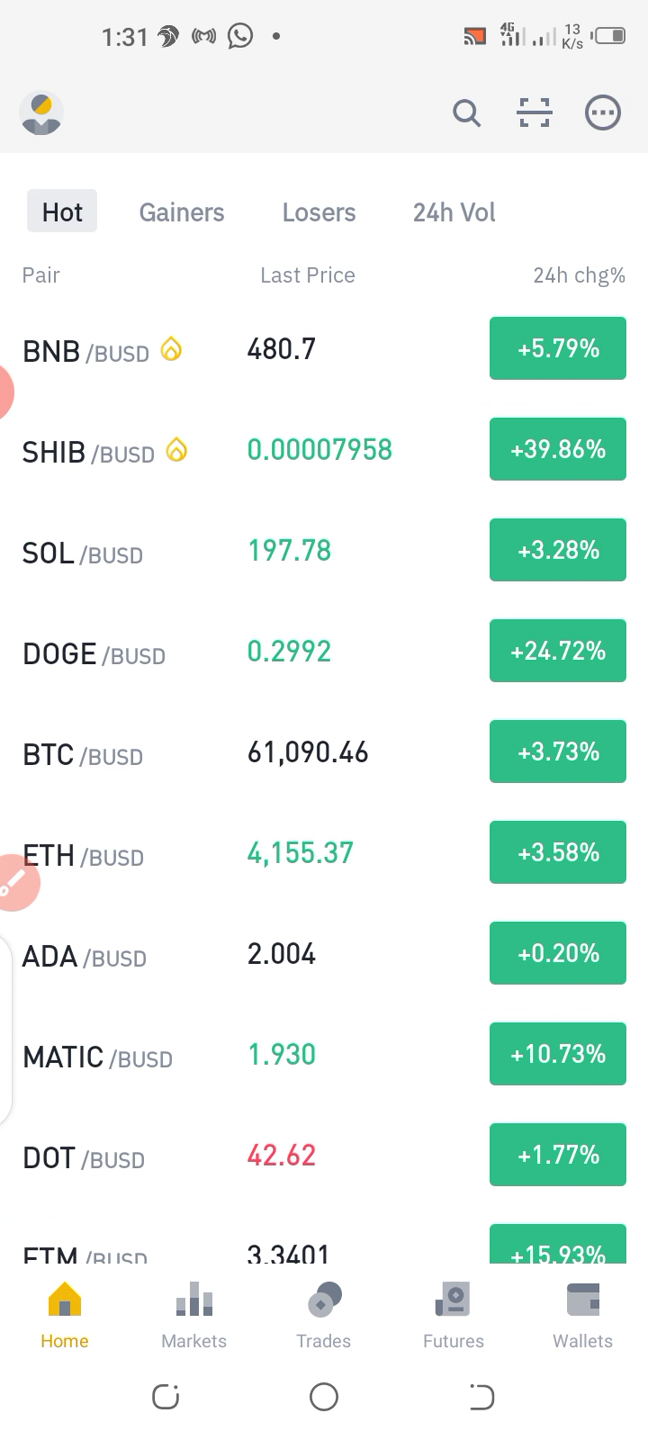 1:31 4G 13 K/s
Hot Gainers Losers 24h Vol
Pair Last Price 24h chg%
BNB /BUSD 480.7 +5.79%
SHIB /BUSD 0.00007958 +39.86%
SOL /BUSD 197.78 +3.28%
DOGE /BUSD 0.2992 +24.72%
BTC /BUSD 61,090.46 +3.73%
ETH /BUSD 4,155.37 +3.58%
ADA /BUSD 2.004 +0.20%
MATIC /BUSD 1.930 +10.73%
DOT /BUSD 42.62 +1.77%
FTM /BUSD 3.3401 +15.93%
Home Markets Trades Futures Wallets